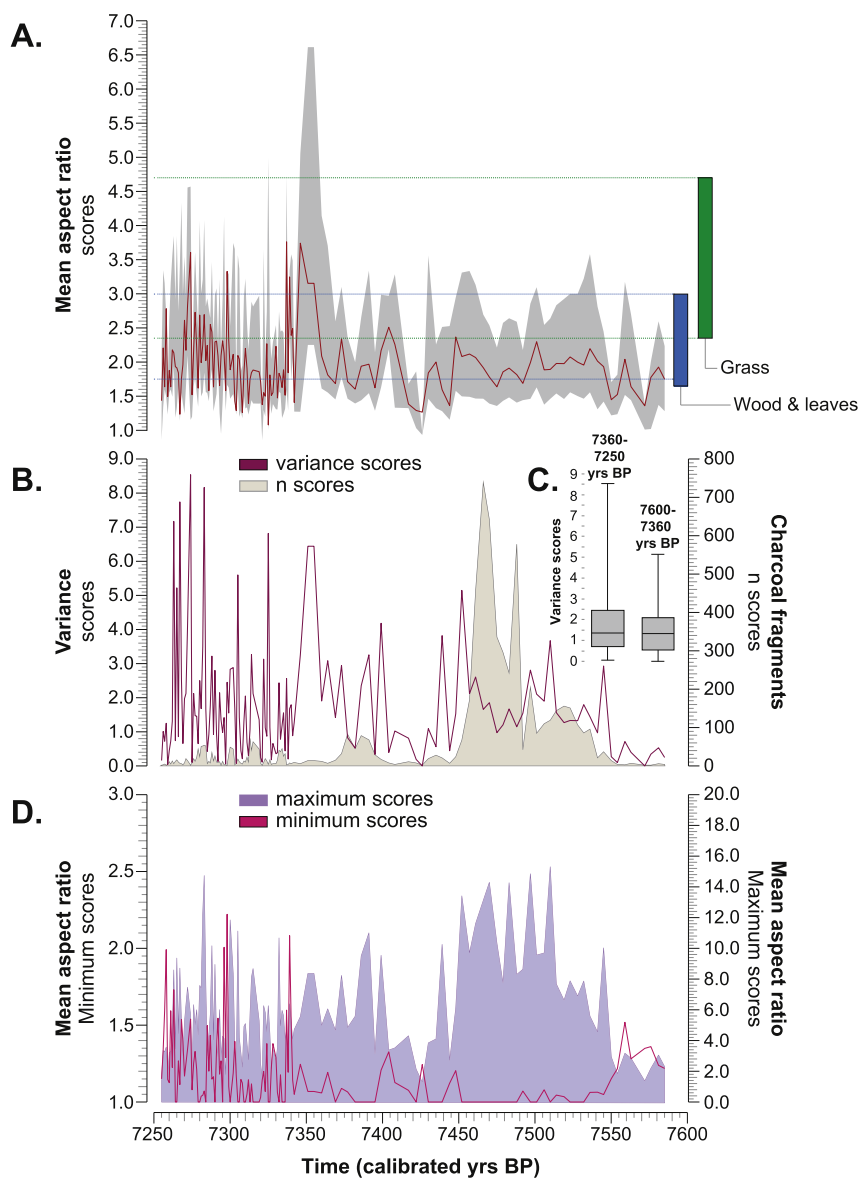 A.
7.0
6.5
6.0
5.5
5.0
4.5
4.0
3.5
3.0
2.5
2.0
1.5
1.0
Mean aspect ratio
scores
Grass
Wood & leaves
B.
9.0
8.0
7.0
6.0
5.0
4.0
3.0
2.0
1.0
0.0
Variance
scores
variance scores
n scores
C.
7360-
7250
yrs BP
7600-
7360
yrs BP
9
8
7
6
5
4
3
2
1
0
Variance scores
800
700
600
500
400
300
200
100
0
Charcoal fragments
n scores
D.
3.0
2.5
2.0
1.5
1.0
Mean aspect ratio
Minimum scores
maximum scores
minimum scores
20.0
18.0
16.0
14.0
12.0
10.0
8.0
6.0
4.0
2.0
0.0
Mean aspect ratio
Maximum scores
7250 7300 7350 7400 7450 7500 7550 7600
Time (calibrated yrs BP)